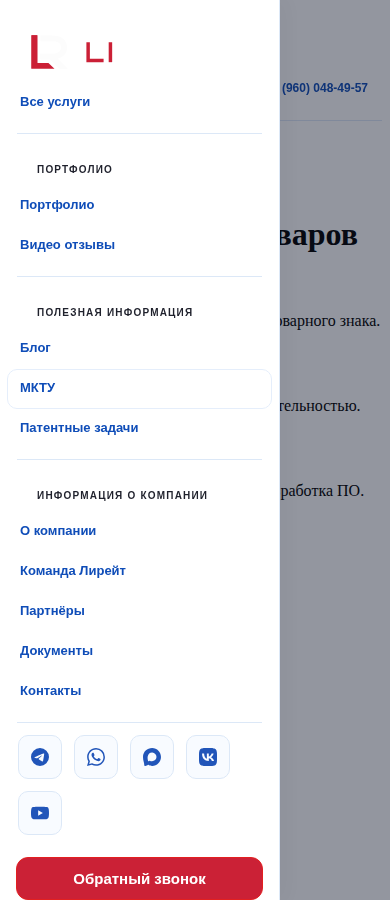 LI
Все услуги
(960) 048-49-57
ПОРТФОЛИО
Портфолио
варов
Видео отзывы
ПОЛЕЗНАЯ ИНФОРМАЦИЯ
оварного знака.
Блог
МКТУ
тельностью.
Патентные задачи
ИНФОРМАЦИЯ О КОМПАНИИ
работка ПО.
О компании
Команда Лирейт
Партнёры
Документы
Контакты
Обратный звонок